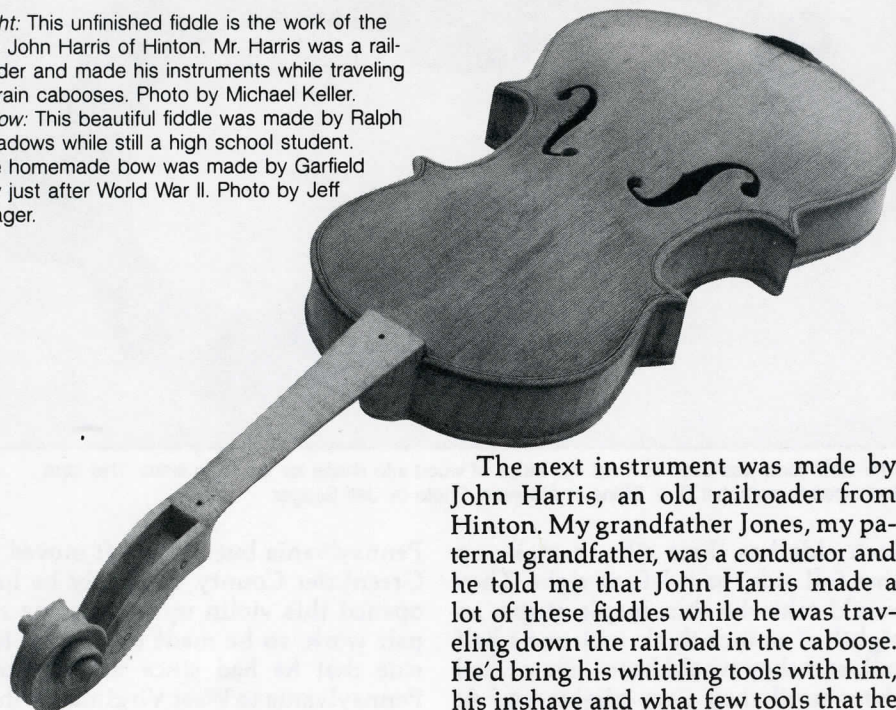 ht: This unfinished fiddle is the work of the
John Harris of Hinton. Mr. Harris was a rail-
der and made his instruments while traveling
rain cabooses. Photo by Michael Keller.
ow: This beautiful fiddle was made by Ralph
adows while still a high school student.
e homemade bow was made by Garfield
just after World War II. Photo by Jeff
ager.
The next instrument was made by
John Harris, an old railroader from
Hinton. My grandfather Jones, my pa-
ternal grandfather, was a conductor and
he told me that John Harris made a
lot of these fiddles while he was trav-
eling down the railroad in the caboose.
He'd bring his whittling tools with him,
his inshave and what few tools that he